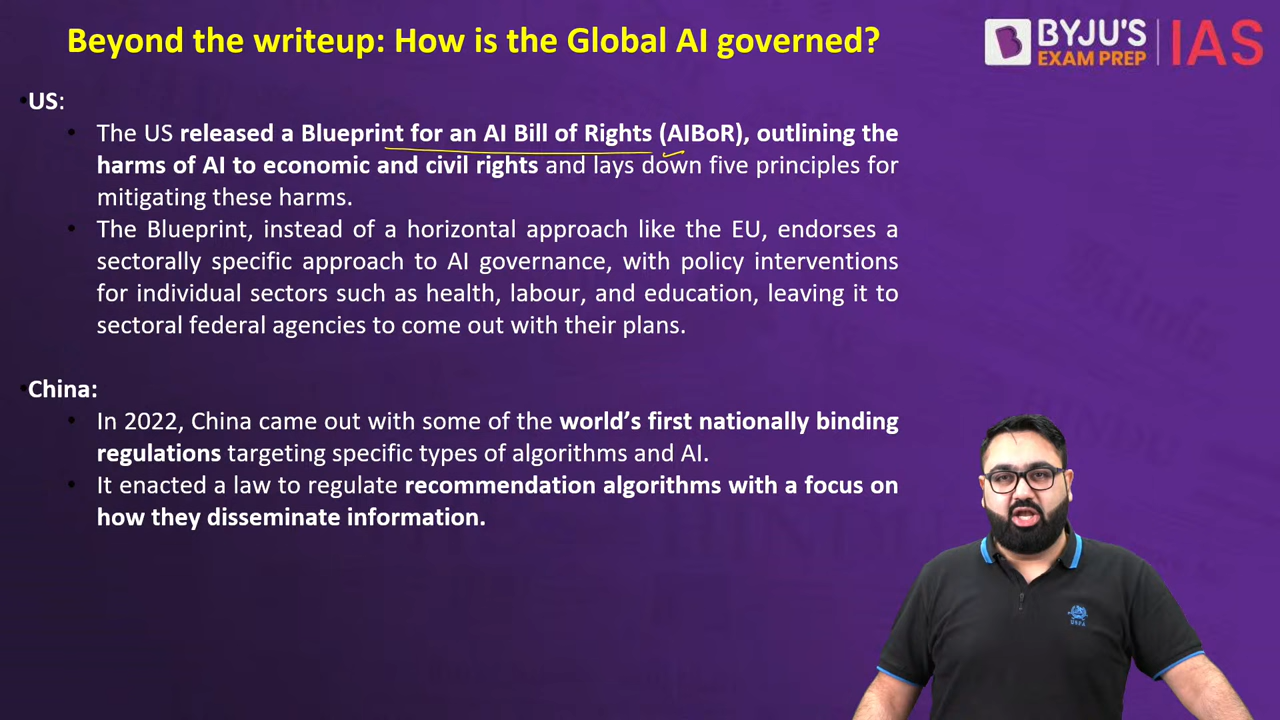 Beyond the writeup: How is the Global AI governed?
BYJU'S
EXAM PREP
IAS
•US:
• The US released a Blueprint for an AI Bill of Rights (AIBoR), outlining the
harms of AI to economic and civil rights and lays down five principles for
mitigating these harms.
• The Blueprint, instead of a horizontal approach like the EU, endorses a
sectorally specific approach to AI governance, with policy interventions
for individual sectors such as health, labour, and education, leaving it to
sectoral federal agencies to come out with their plans.
•China:
• In 2022, China came out with some of the world’s first nationally binding
regulations targeting specific types of algorithms and AI.
• It enacted a law to regulate recommendation algorithms with a focus on
how they disseminate information.